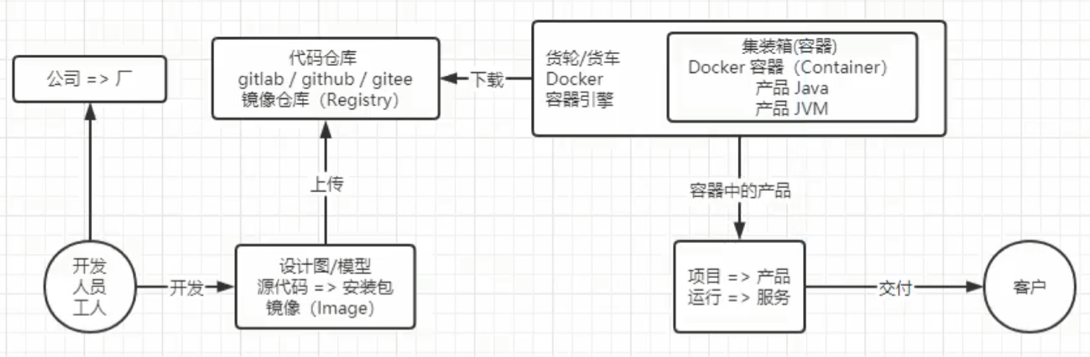 公司 => 厂
代码仓库
gitlab / github / gitee
镜像仓库（Registry）
下载
货轮/货车
Docker
容器引擎
集装箱(容器)
Docker 容器（Container）
产品 Java
产品 JVM
上传
容器中的产品
开发
人员
工人
开发
设计图/模型
源代码 => 安装包
镜像（Image）
项目 => 产品
运行 => 服务
交付
客户